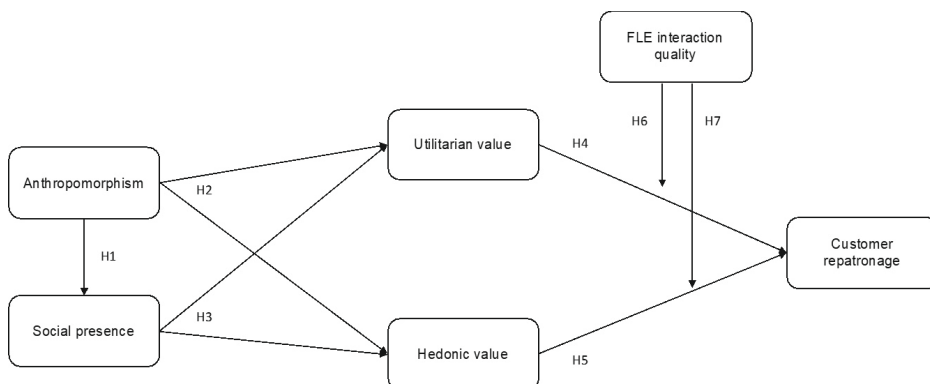 FLE interaction
quality
H6
H7
Utilitarian value
H4
Anthropomorphism
H2
H1
Customer
repatronage
Social presence
H3
Hedonic value
H5